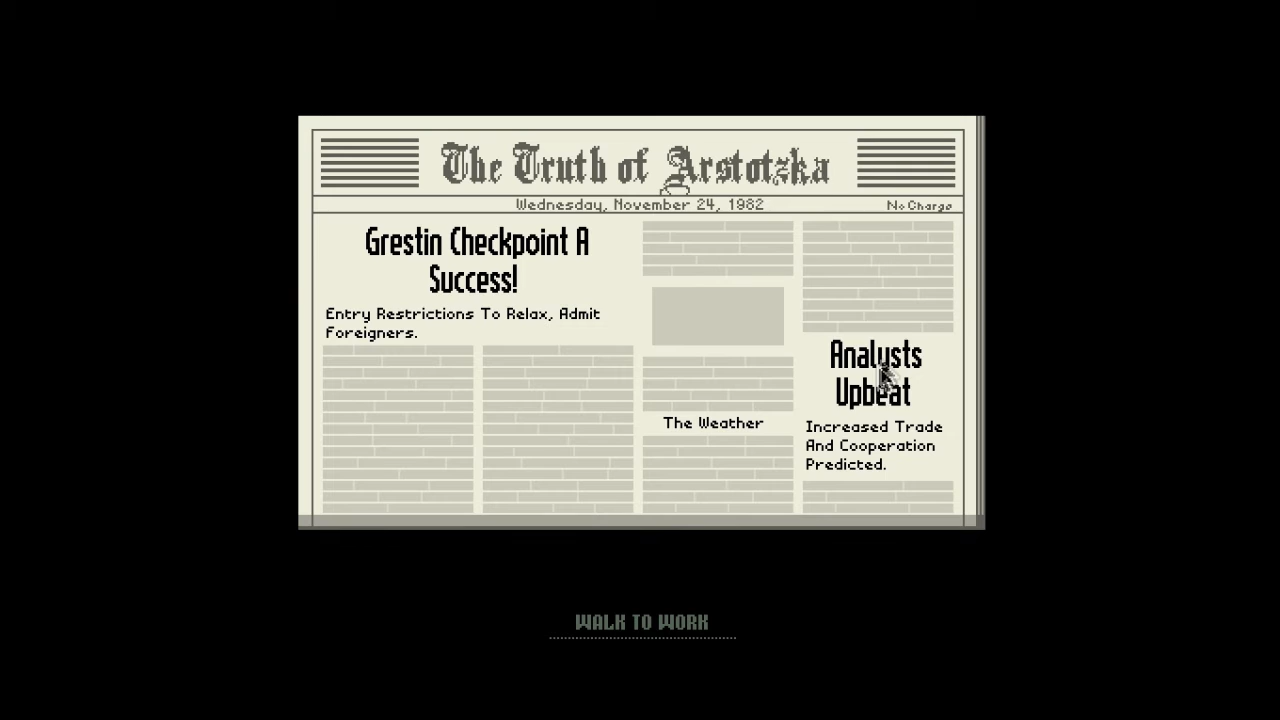 The Truth of Arstotzka
Wednesday, November 24, 1982
No Charge
Grestin Checkpoint A
Success!
Entry Restrictions To Relax, Admit
Foreigners.
The Weather
Analysts
Upbeat
Increased Trade
And Cooperation
Predicted.
WALK TO WORK